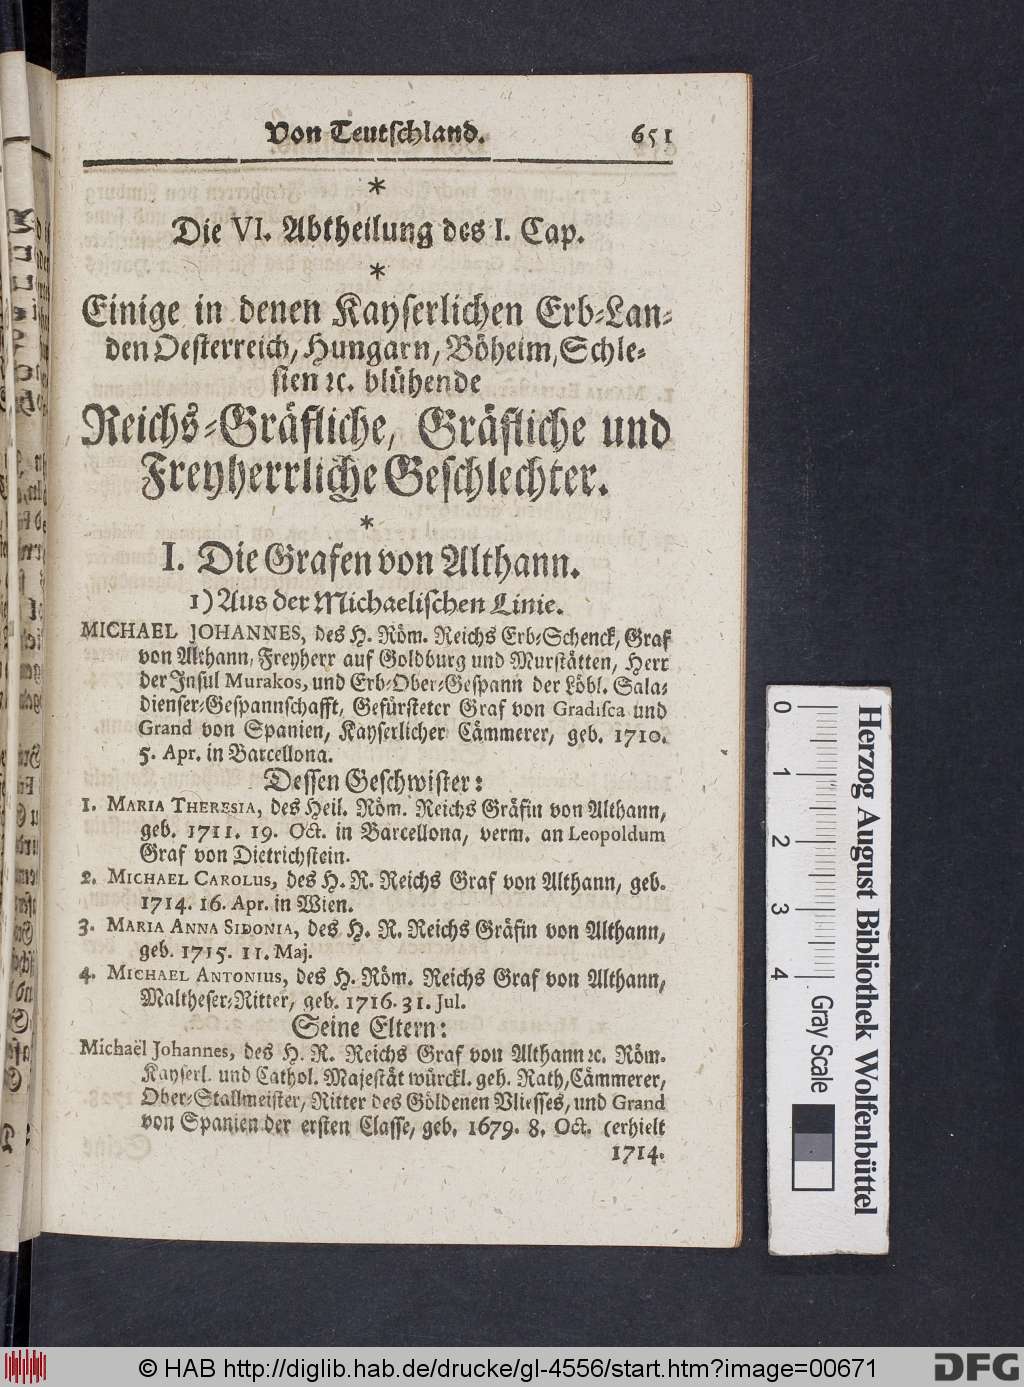 Von Teutschland. 651
*
Die VI. Abtheilung des I. Cap.
*
Einige in denen Kayserlichen Erb-Lan-
den Oesterreich, Hungarn, Böheim, Schle-
sien ꝛc. blühende
Reichs-Gräfliche, Gräfliche und
Freyherrliche Geschlechter.
*
I. Die Grafen von Althann.
1) Aus der Michaelischen Linie.
MICHAEL JOHANNES, des H. Röm. Reichs Erb-Schenck, Graf
von Althann, Freyherr auf Goldburg und Murstätten, Herr
der Insul Murakos, und Erb-Ober-Gespann der Löbl. Sala-
dienser-Gespannschafft, Gefürsteter Graf von Gradisca und
Grand von Spanien, Kayserlicher Cämmerer, geb. 1710.
5. Apr. in Barcellona.
Dessen Geschwister:
1. MARIA THERESIA, des Heil. Röm. Reichs Gräfin von Althann,
geb. 1711. 19. Oct. in Barcellona, verm. an Leopoldum
Graf von Dietrichstein.
2. MICHAEL CAROLUS, des H. R. Reichs Graf von Althann, geb.
1714. 16. Apr. in Wien.
3. MARIA ANNA SIDONIA, des H. R. Reichs Gräfin von Althann,
geb. 1715. 11. Maj.
4. MICHAEL ANTONIUS, des H. Röm. Reichs Graf von Althann,
Maltheser-Ritter, geb. 1716. 31. Jul.
Seine Eltern:
Michaël Johannes, des H. R. Reichs Graf von Althann ꝛc. Röm.
Kayserl. und Cathol. Majestät würckl. geh. Rath, Cämmerer,
Ober-Stallmeister, Ritter des Goldenen Vliesses, und Grand
von Spanien der ersten Classe, geb. 1679. 8. Oct. (erhielt
1714.
0 1 2 3 4 Gray Scale
Herzog August Bibliothek Wolfenbüttel
© HAB http://diglib.hab.de/drucke/gl-4556/start.htm?image=00671
DFG